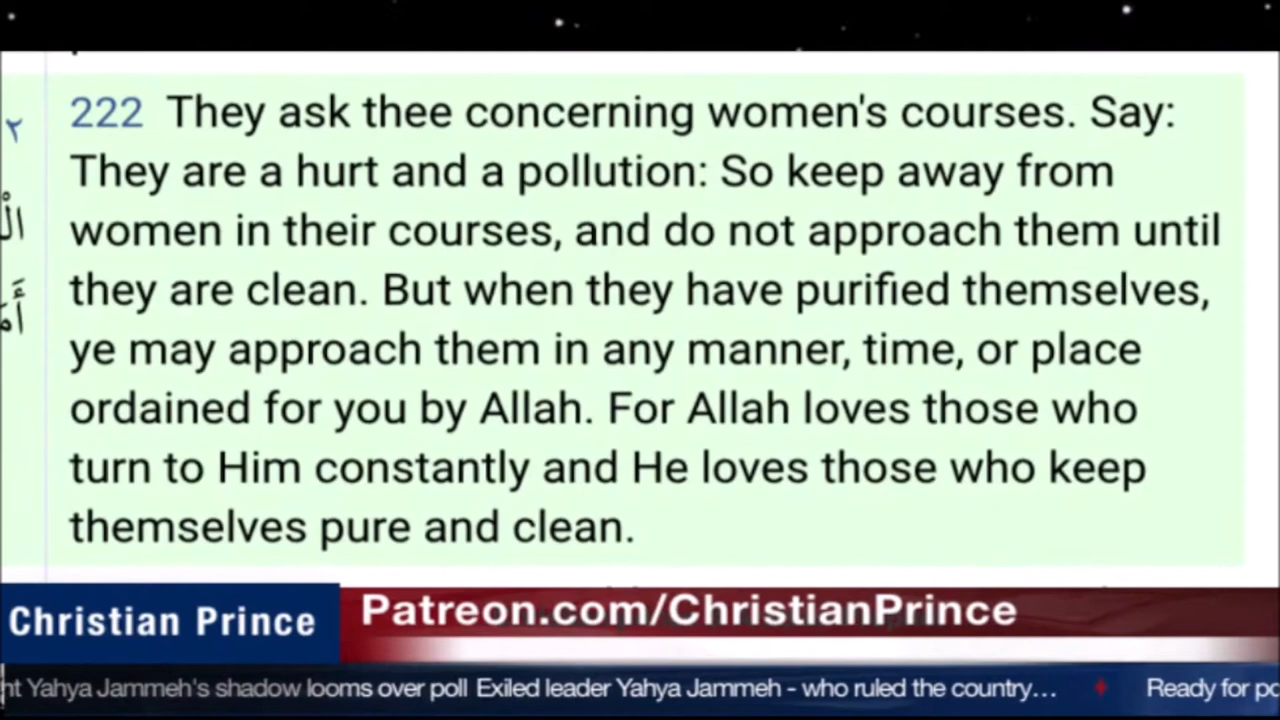 222 They ask thee concerning women's courses. Say:
They are a hurt and a pollution: So keep away from
women in their courses, and do not approach them until
they are clean. But when they have purified themselves,
ye may approach them in any manner, time, or place
ordained for you by Allah. For Allah loves those who
turn to Him constantly and He loves those who keep
themselves pure and clean.
Christian Prince
Patreon.com/ChristianPrince
Yahya Jammeh's shadow looms over poll Exiled leader Yahya Jammeh - who ruled the country… Ready for